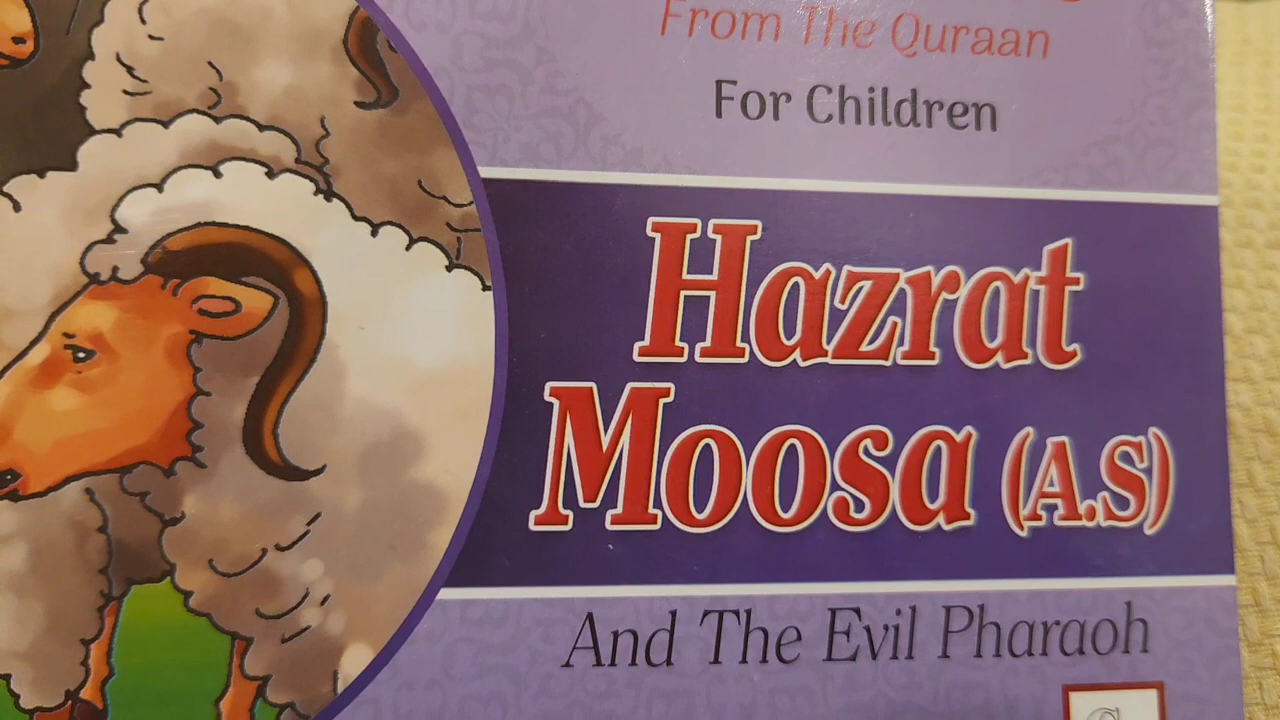 From The Quraan
For Children
Hazrat
Moosa (A.S)
And The Evil Pharaoh